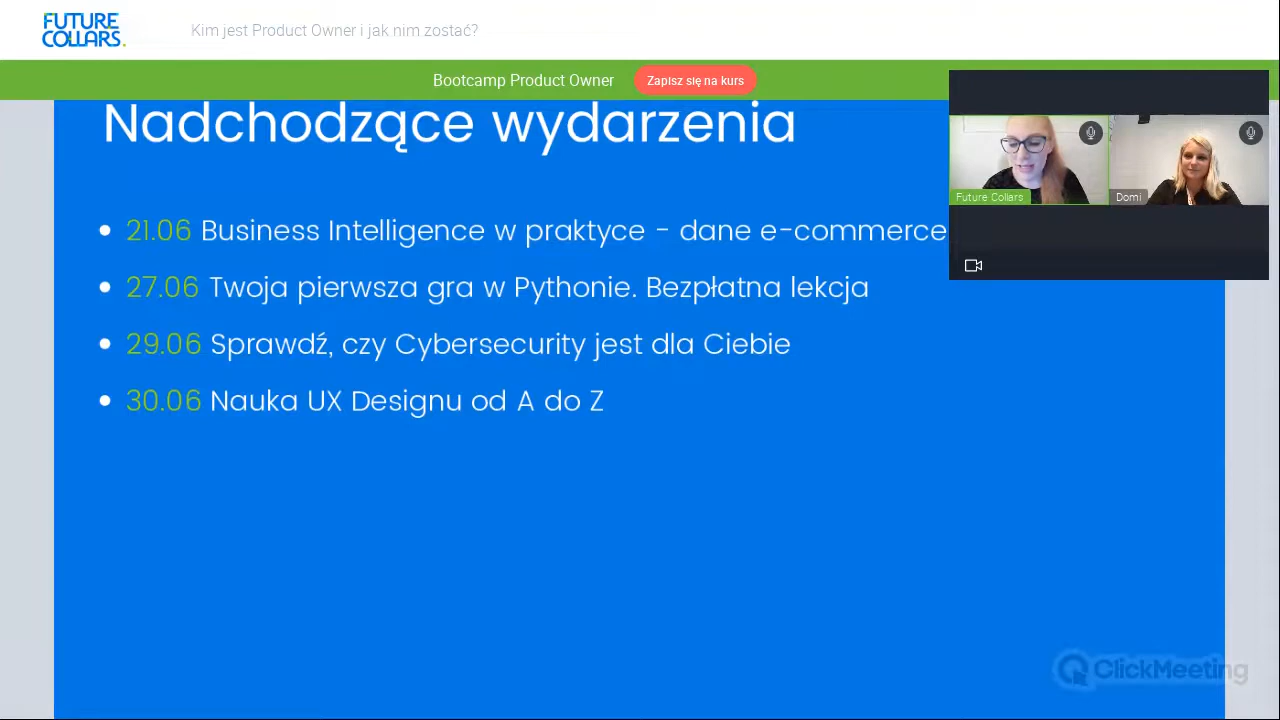 FUTURE
COLLARS.
Kim jest Product Owner i jak nim zostać?
Bootcamp Product Owner
Zapisz się na kurs
Nadchodzące wydarzenia
Future Collars
Domi
21.06 Business Intelligence w praktyce - dane e-commerce
27.06 Twoja pierwsza gra w Pythonie. Bezpłatna lekcja
29.06 Sprawdź, czy Cybersecurity jest dla Ciebie
30.06 Nauka UX Designu od A do Z
ClickMeeting